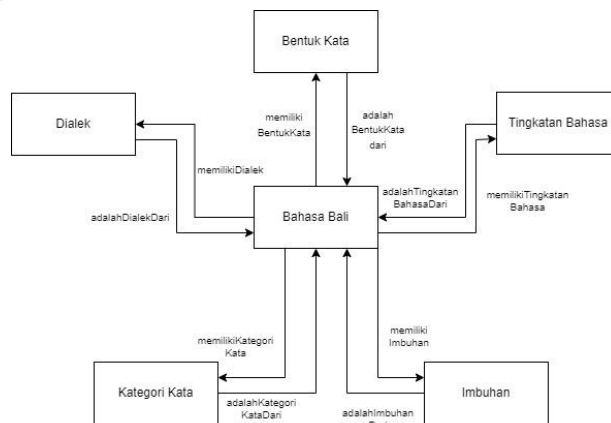 Bentuk Kata
Dialek
memiliki
BentukKata
adalah
BentukKata
dari
Tingkatan Bahasa
memilikiDialek
adalahTingkatan
BahasaDari
memilikiTingkatan
Bahasa
adalahDialekDari
Bahasa Bali
memilikiKategori
Kata
memiliki
Imbuhan
Kategori Kata
adalahKategori
KataDari
adalahImbuhan
Imbuhan